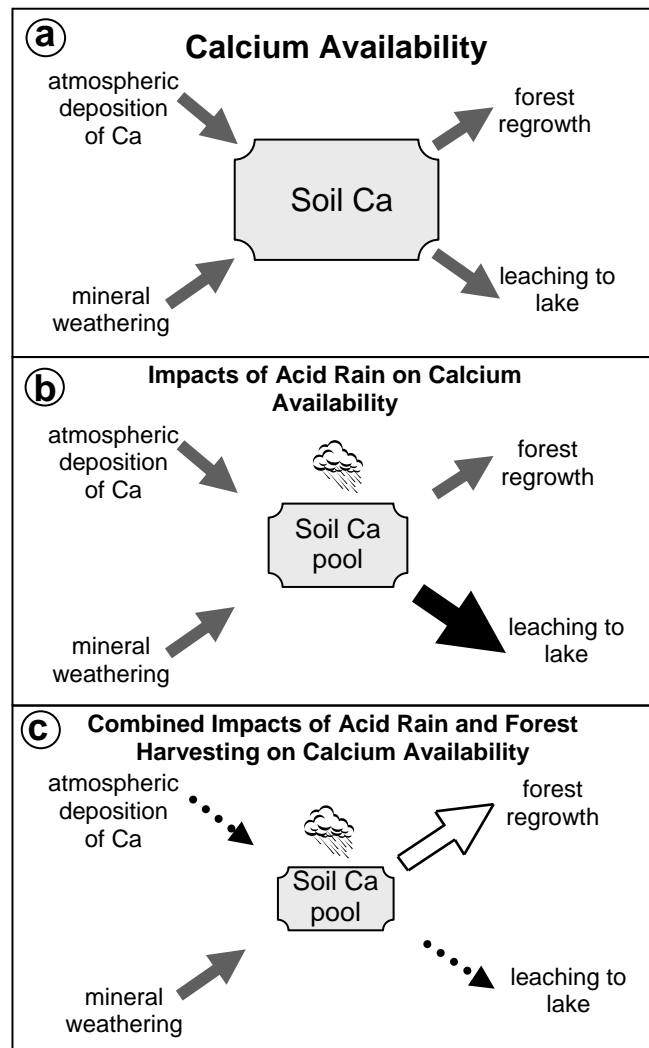 a
Calcium Availability
atmospheric
deposition
of Ca
forest
regrowth
Soil Ca
mineral
weathering
leaching to
lake
b
Impacts of Acid Rain on Calcium
Availability
atmospheric
deposition
of Ca
forest
regrowth
Soil Ca
pool
mineral
weathering
leaching to
lake
c
Combined Impacts of Acid Rain and Forest
Harvesting on Calcium Availability
atmospheric
deposition
of Ca
forest
regrowth
Soil Ca
pool
mineral
weathering
leaching to
lake